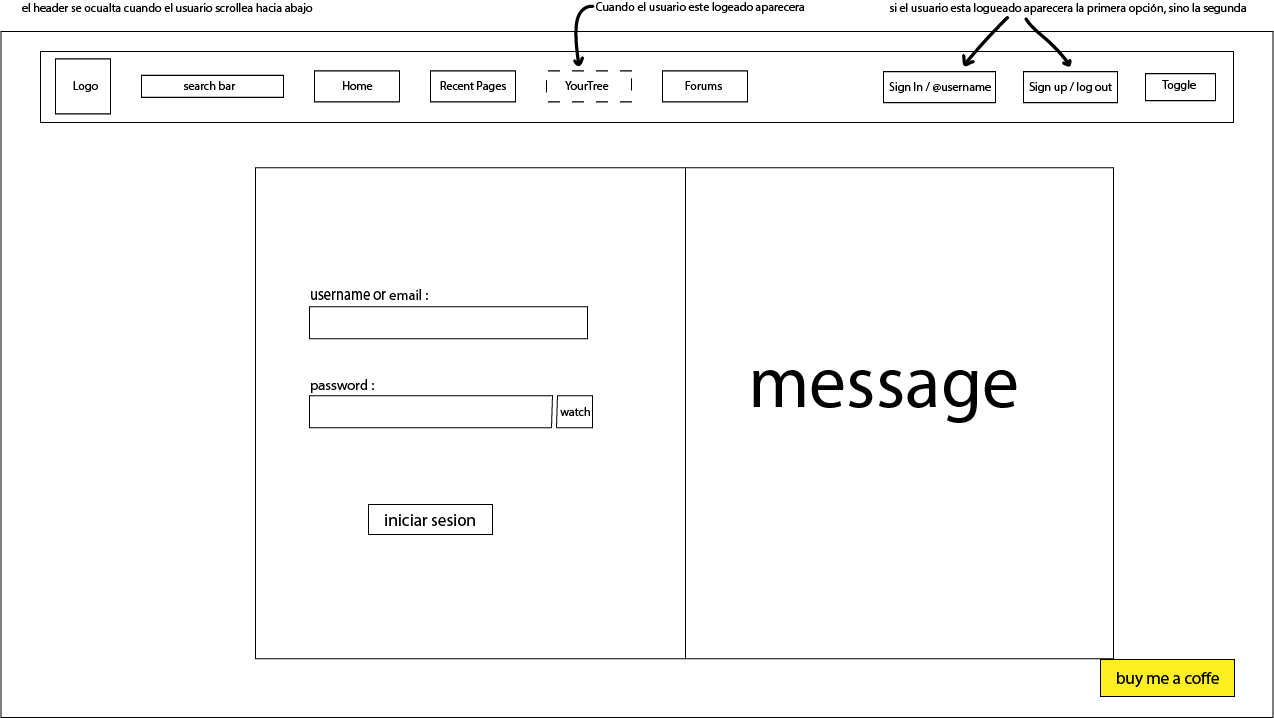 el header se ocualta cuando el usuario scrollea hacia abajo
Cuando el usuario este logeado aparecera
si el usuario esta logueado aparecera la primera opción, sino la segunda
Logo
search bar
Home
Recent Pages
YourTree
Forums
Sign In / @username
Sign up / log out
Toggle
username or email :
password :
watch
iniciar sesion
message
buy me a coffe